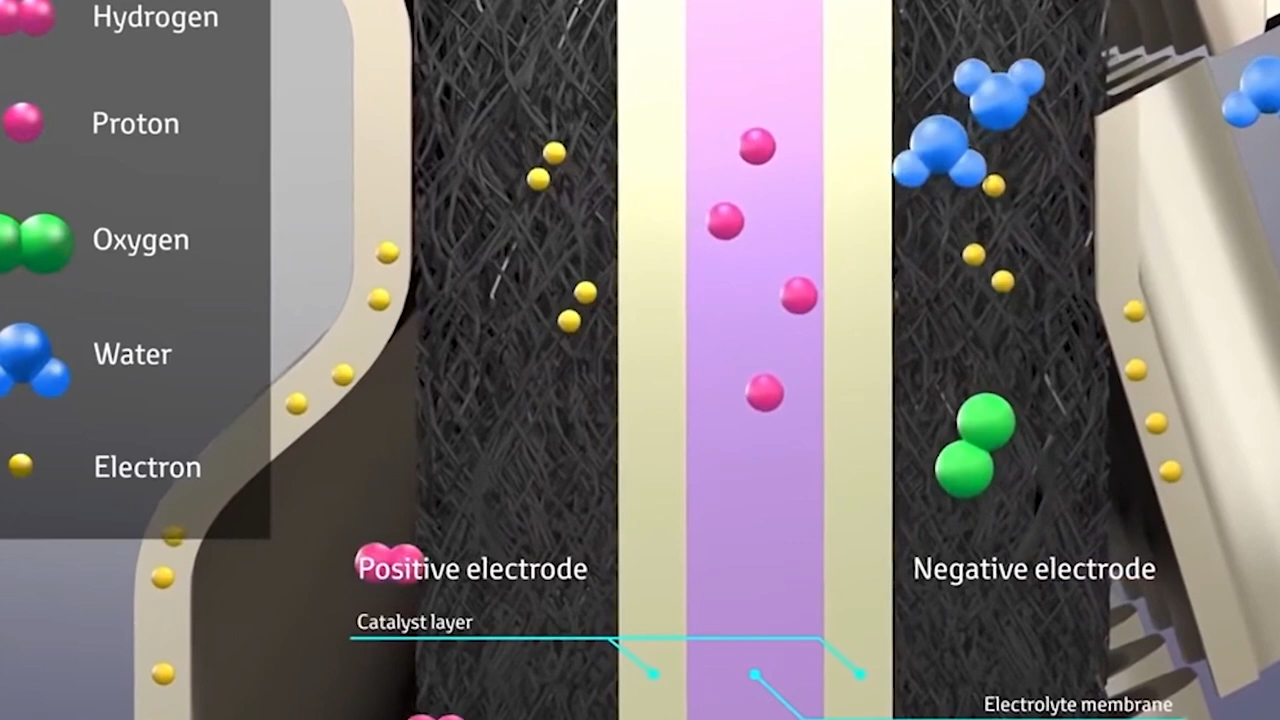 Hydrogen
Proton
Oxygen
Water
Electron
Positive electrode
Negative electrode
Catalyst layer
Electrolyte membrane